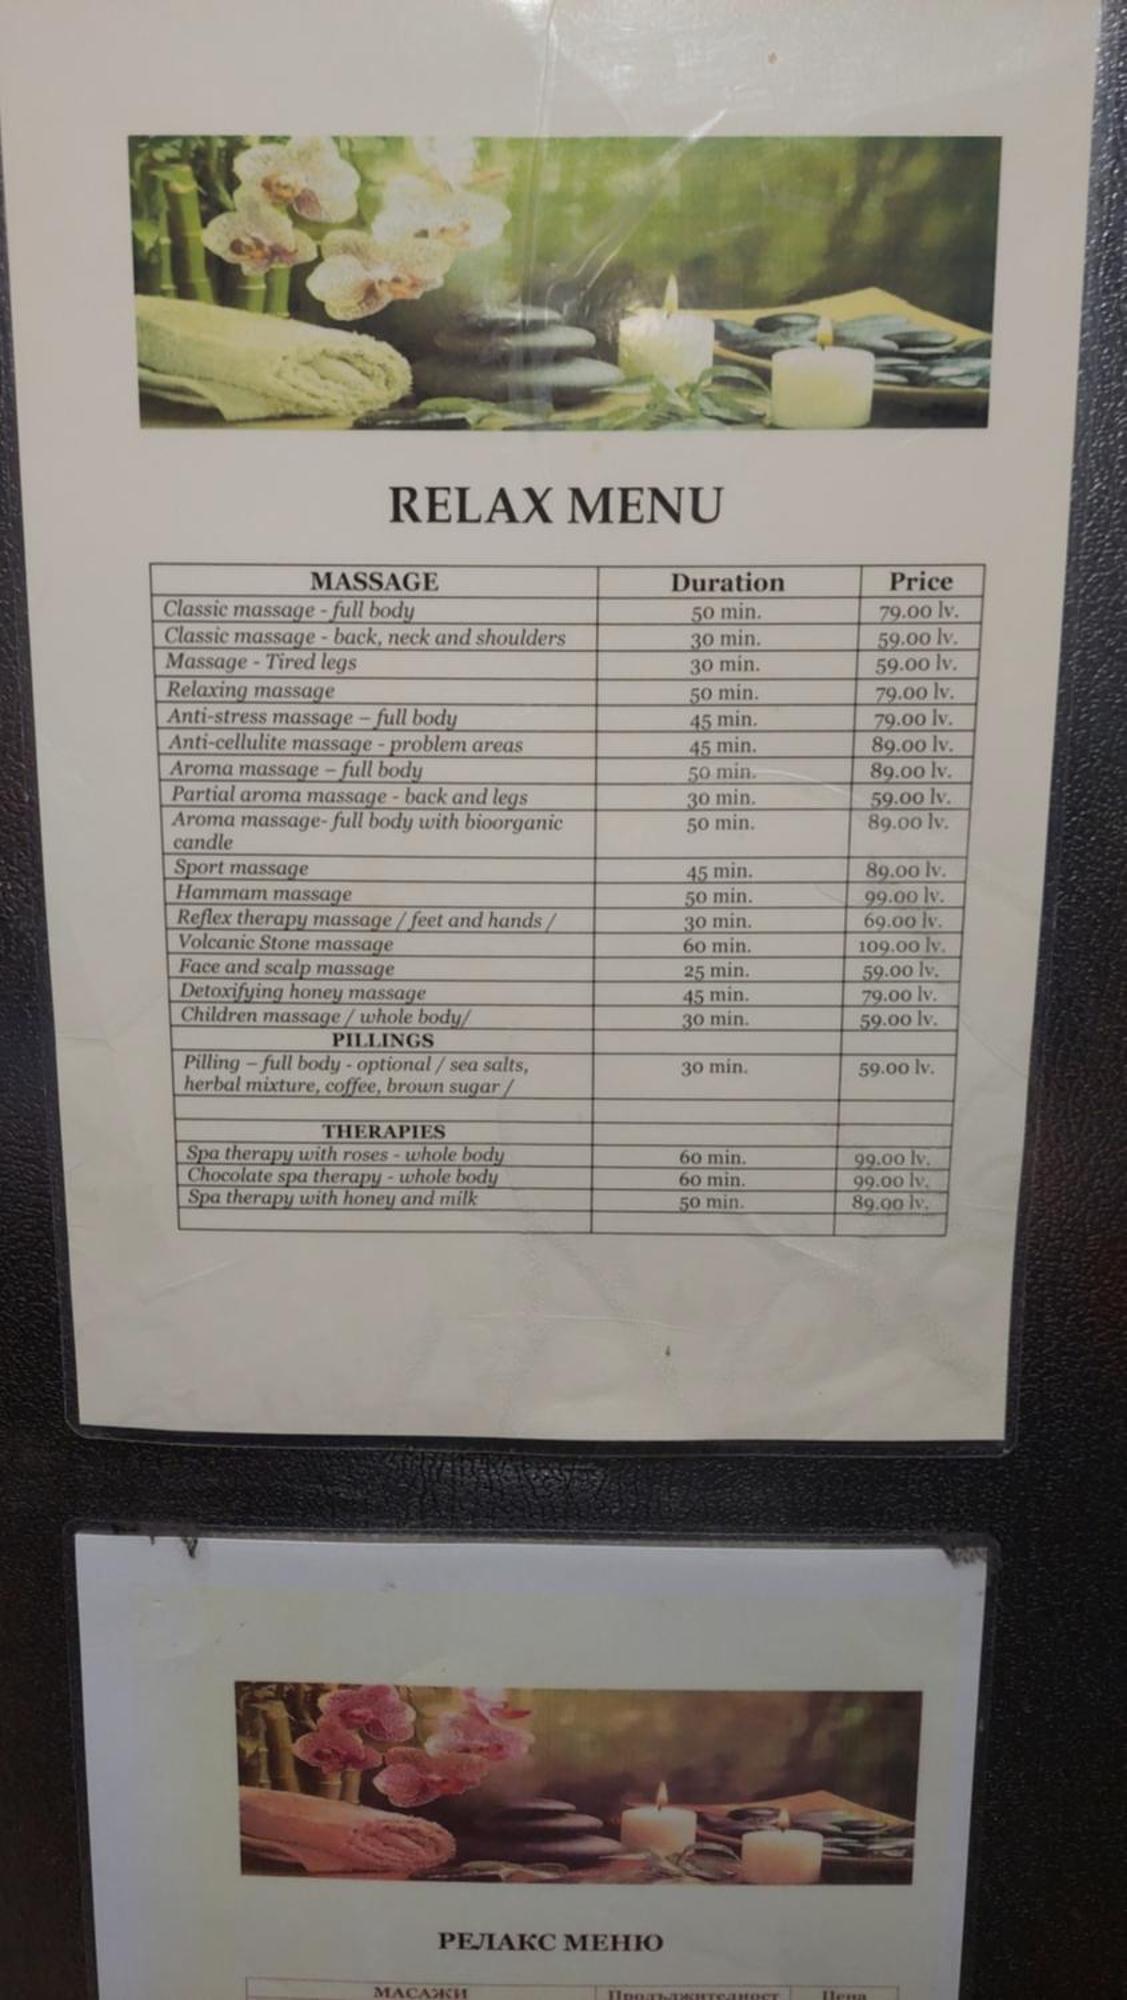 RELAX MENU
MASSAGE Duration Price
Classic massage - full body 50 min. 79.00 lv.
Classic massage - back, neck and shoulders 30 min. 59.00 lv.
Massage - Tired legs 30 min. 59.00 lv.
Relaxing massage 50 min. 79.00 lv.
Anti-stress massage – full body 45 min. 79.00 lv.
Anti-cellulite massage - problem areas 45 min. 89.00 lv.
Aroma massage – full body 50 min. 89.00 lv.
Partial aroma massage - back and legs 30 min. 59.00 lv.
Aroma massage- full body with bioorganic 50 min. 89.00 lv.
candle
Sport massage 45 min. 89.00 lv.
Hammam massage 50 min. 99.00 lv.
Reflex therapy massage / feet and hands / 30 min. 69.00 lv.
Volcanic Stone massage 60 min. 109.00 lv.
Face and scalp massage 25 min. 59.00 lv.
Detoxifying honey massage 45 min. 79.00 lv.
Children massage / whole body/ 30 min. 59.00 lv.
PILLINGS
Pilling – full body - optional / sea salts, 30 min. 59.00 lv.
herbal mixture, coffee, brown sugar /
THERAPIES
Spa therapy with roses - whole body 60 min. 99.00 lv.
Chocolate spa therapy - whole body 60 min. 99.00 lv.
Spa therapy with honey and milk 50 min. 89.00 lv.
РЕЛАКС МЕНЮ
МАСАЖИ Продължителност Цена